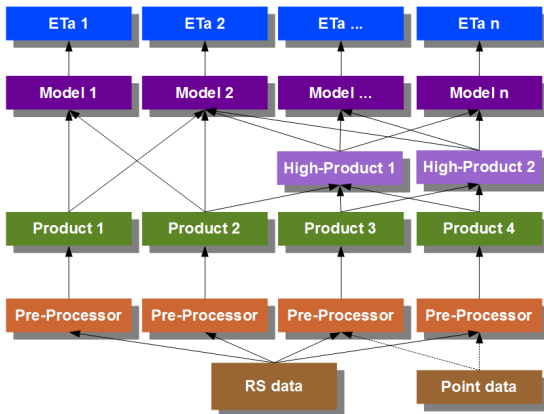 ETa 1
ETa 2
ETa ...
ETa n
Model 1
Model 2
Model ...
Model n
High-Product 1
High-Product 2
Product 1
Product 2
Product 3
Product 4
Pre-Processor
Pre-Processor
Pre-Processor
Pre-Processor
RS data
Point data